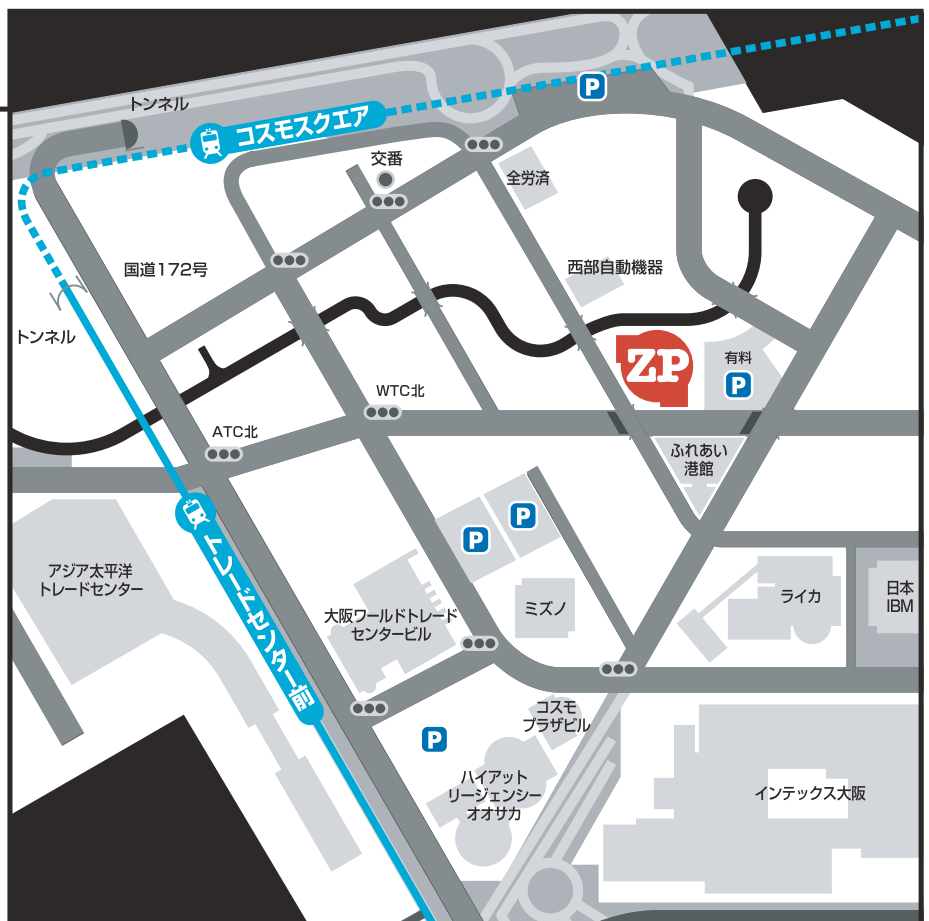 P
トンネル
コスモスクエア
交番
全労済
国道172号
西部自動機器
トンネル
ZP
有料
P
WTC北
ATC北
ふれあい
港館
P
P
アジア太平洋
トレードセンター
トレードセンター前
大阪ワールドトレード
センタービル
ミズノ
ライカ
日本
IBM
コスモ
プラザビル
P
ハイアット
リージェンシー
オオサカ
インテックス大阪